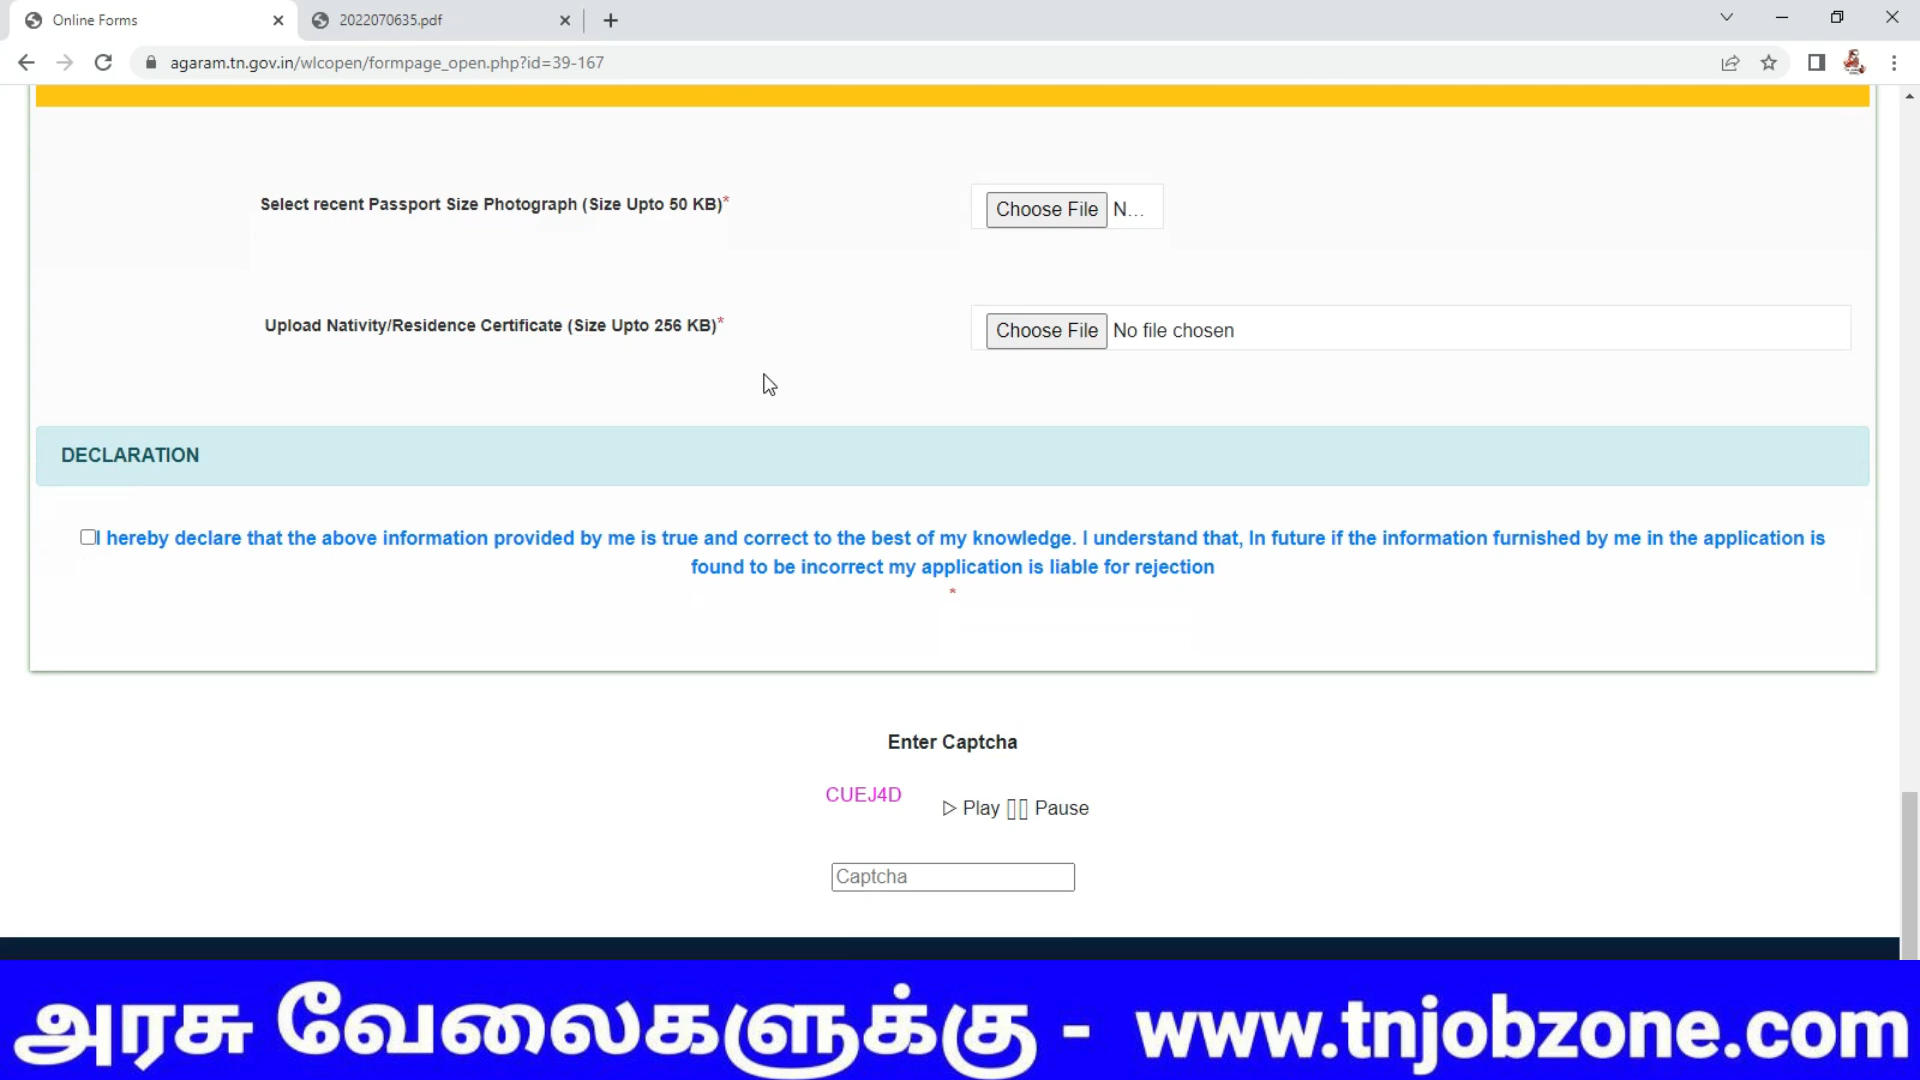 Online Forms
2022070635.pdf
agaram.tn.gov.in/wlcopen/formpage_open.php?id=39-167
Select recent Passport Size Photograph (Size Upto 50 KB)*
Choose File N...
Upload Nativity/Residence Certificate (Size Upto 256 KB)*
Choose File No file chosen
DECLARATION
I hereby declare that the above information provided by me is true and correct to the best of my knowledge. I understand that, In future if the information furnished by me in the application is
found to be incorrect my application is liable for rejection
*
Enter Captcha
CUEJ4D
Play Pause
Captcha
அரசு வேலைகளுக்கு - www.tnjobzone.com